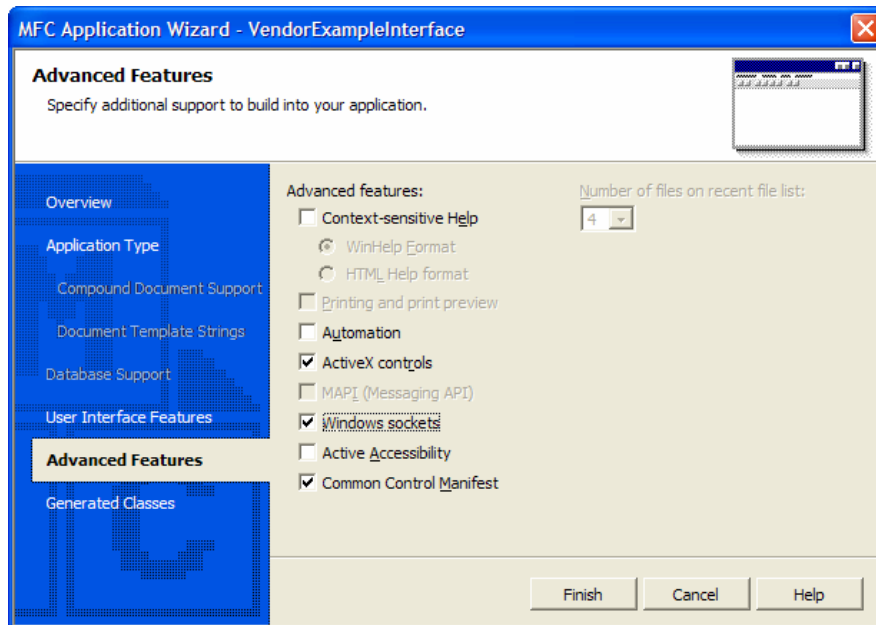 MFC Application Wizard - VendorExampleInterface
Advanced Features
Specify additional support to build into your application.
Overview
Application Type
Compound Document Support
Document Template Strings
Database Support
User Interface Features
Advanced Features
Generated Classes
Advanced features:
Context-sensitive Help
WinHelp Format
HTML Help format
Printing and print preview
Automation
ActiveX controls
MAPI (Messaging API)
Windows sockets
Active Accessibility
Common Control Manifest
Number of files on recent file list:
4
Finish
Cancel
Help